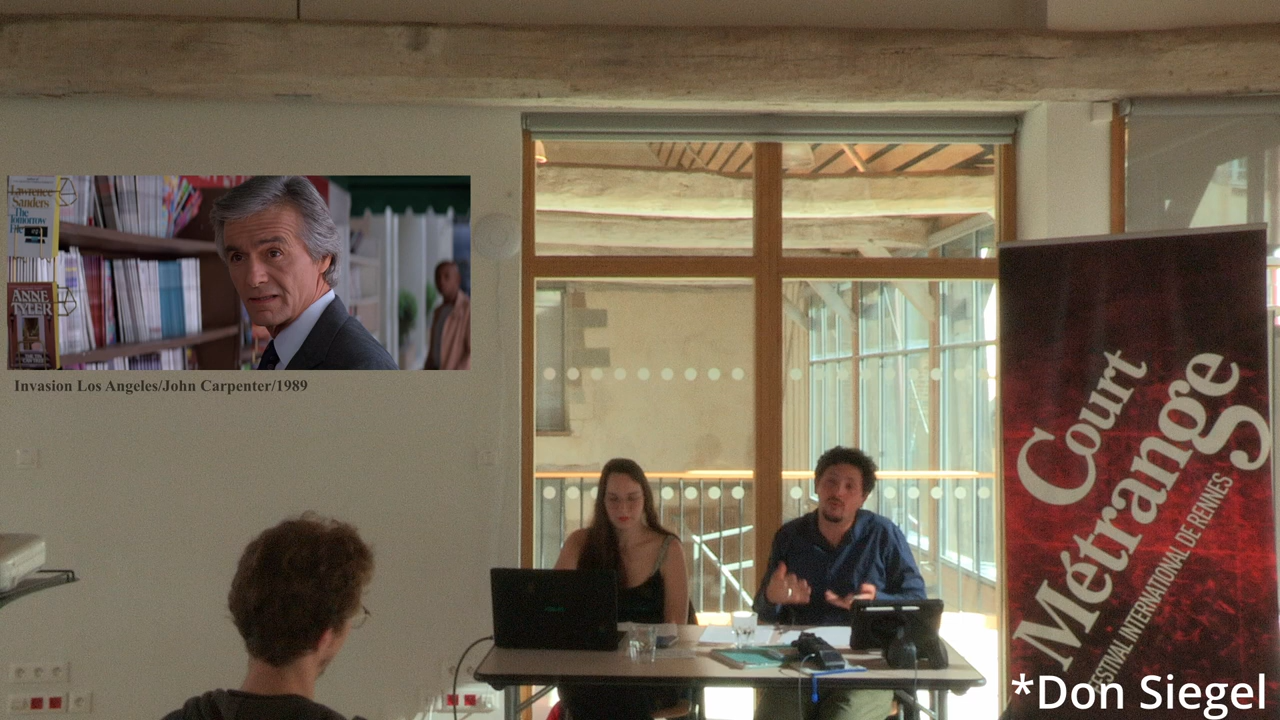 Lawrence
Sanders
The
Tomorrow
File
ANNE
TYLER
Invasion Los Angeles/John Carpenter/1989
Court
Métrange
FESTIVAL INTERNATIONAL DE RENNES
*Don Siegel